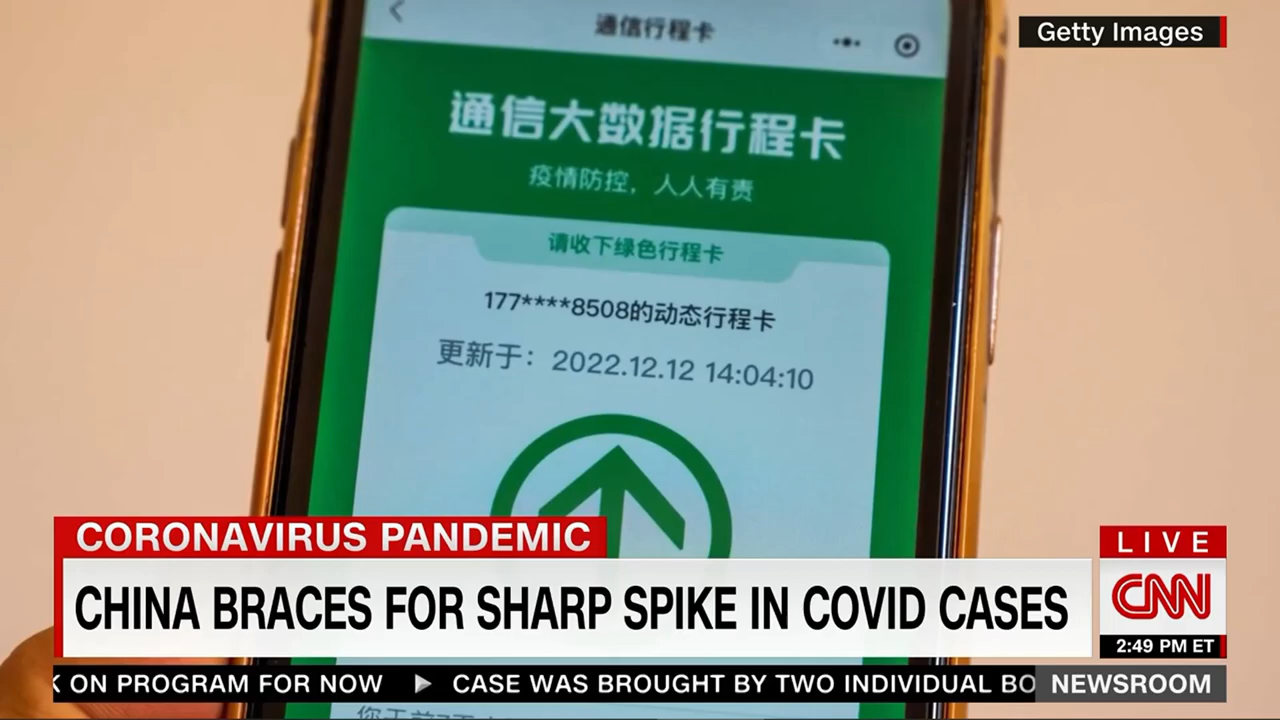 通信行程卡
Getty Images
通信大数据行程卡
疫情防控，人人有责
请收下绿色行程卡
177****8508的动态行程卡
更新于：2022.12.12 14:04:10
CORONAVIRUS PANDEMIC
CHINA BRACES FOR SHARP SPIKE IN COVID CASES
LIVE
CNN
2:49 PM ET
ON PROGRAM FOR NOW ▶ CASE WAS BROUGHT BY TWO INDIVIDUAL
NEWSROOM